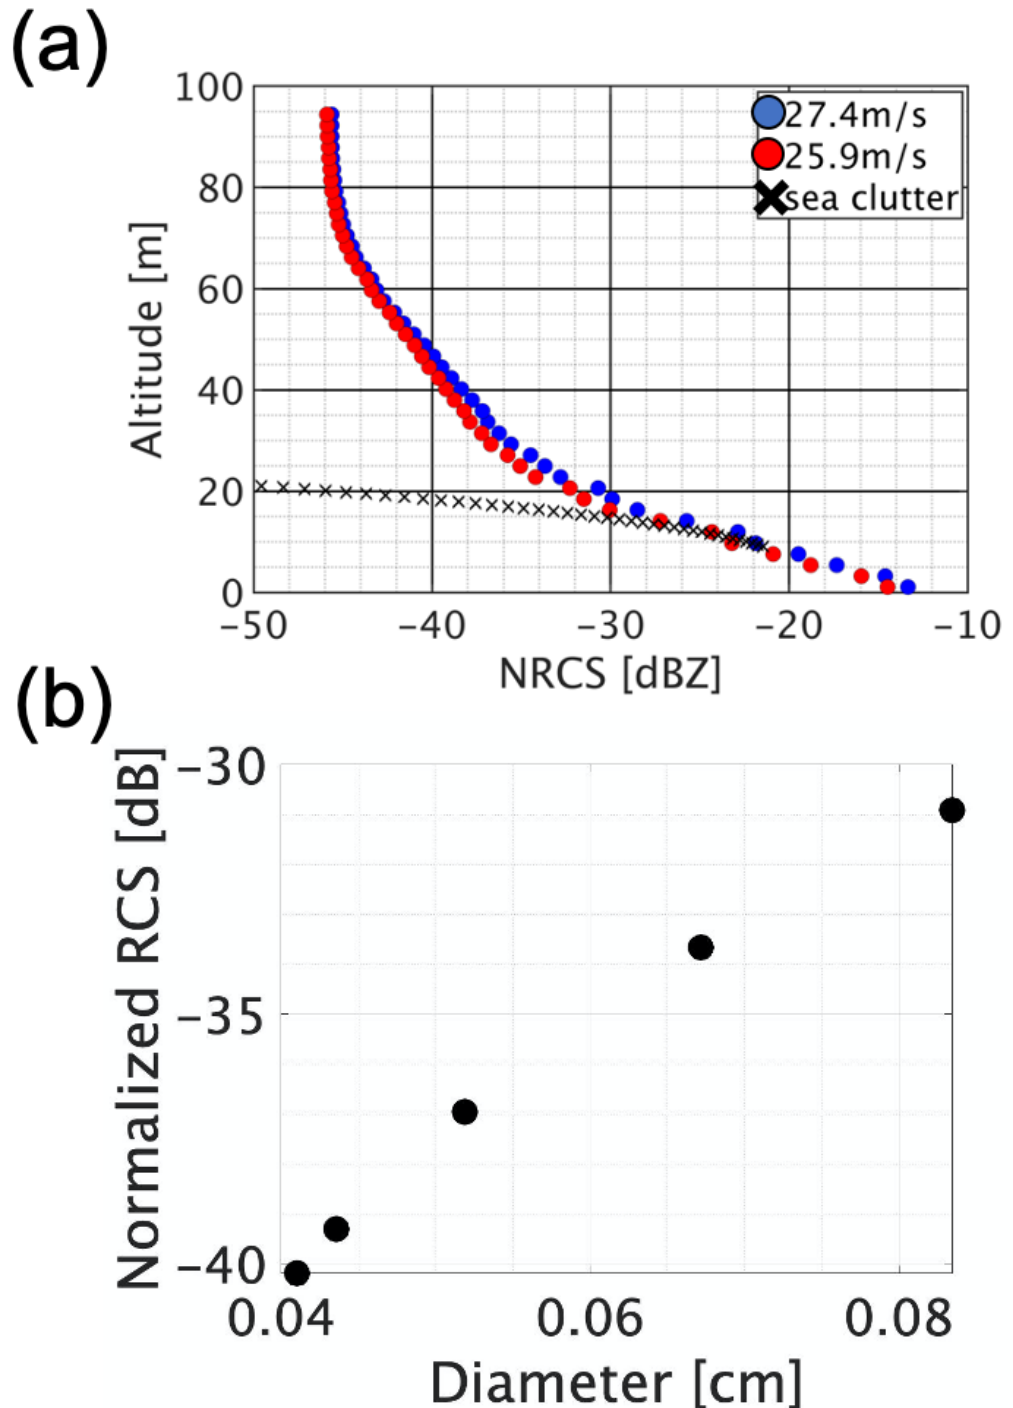 (a)
100
80
60
40
20
0
Altitude [m]
27.4m/s
25.9m/s
sea clutter
−50 −40 −30 −20 −10
NRCS [dBZ]
(b)
−30
−35
−40
Normalized RCS [dB]
0.04 0.06 0.08
Diameter [cm]